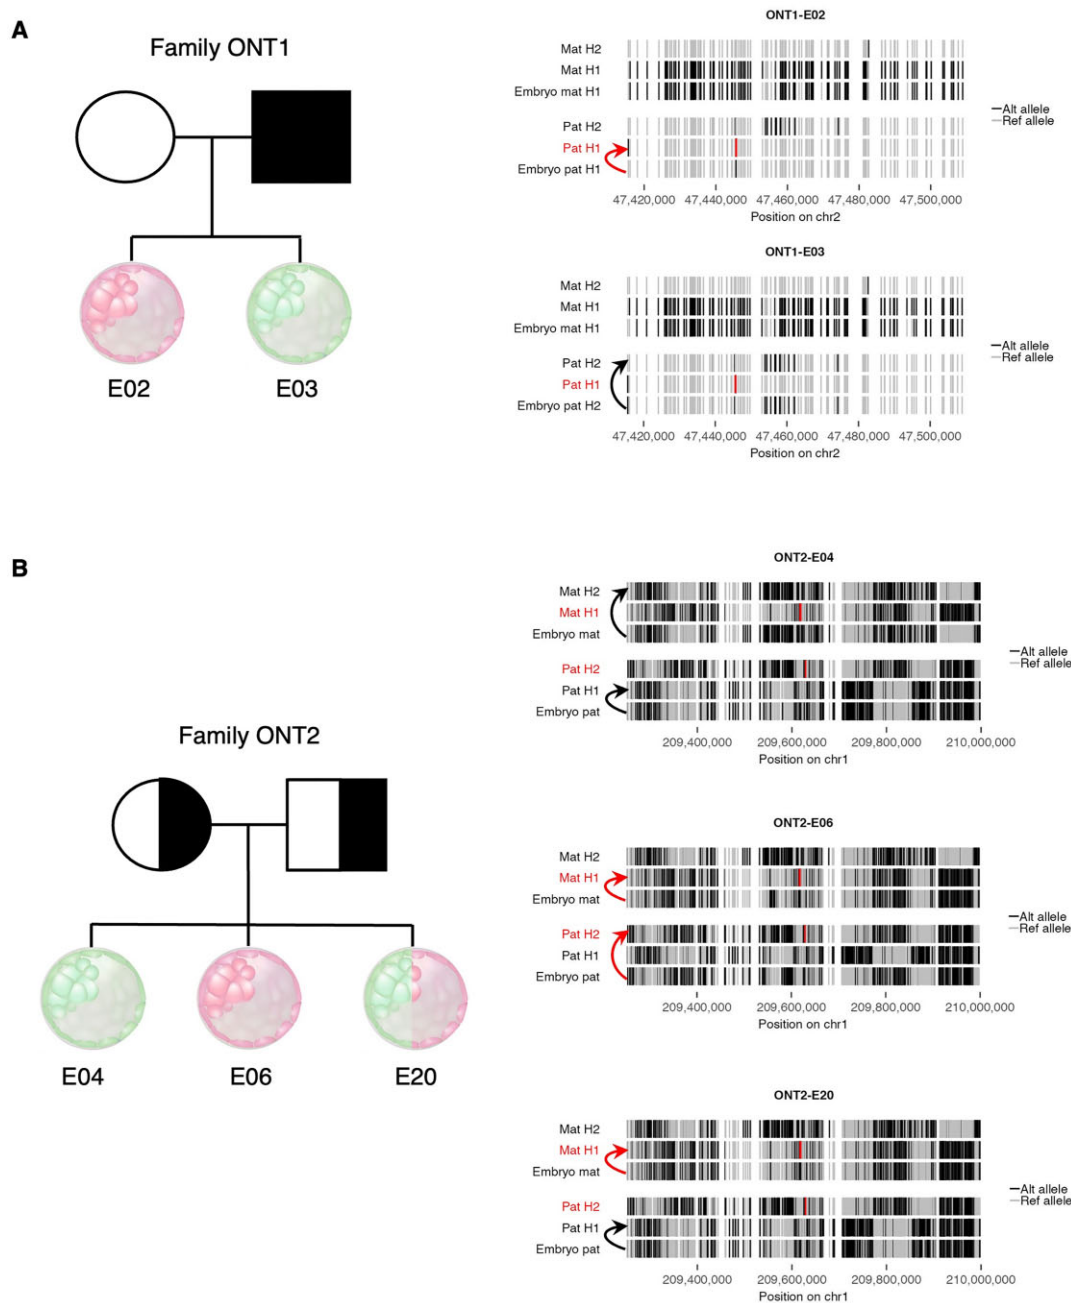 A
Family ONT1
E02
E03
ONT1-E02
Mat H2
Mat H1
Embryo mat H1
Pat H2
Pat H1
Embryo pat H1
Alt allele
Ref allele
47,420,000 47,440,000 47,460,000 47,480,000 47,500,000
Position on chr2
ONT1-E03
Mat H2
Mat H1
Embryo mat H1
Pat H2
Pat H1
Embryo pat H2
Alt allele
Ref allele
47,420,000 47,440,000 47,460,000 47,480,000 47,500,000
Position on chr2
B
Family ONT2
E04
E06
E20
ONT2-E04
Mat H2
Mat H1
Embryo mat
Pat H2
Pat H1
Embryo pat
Alt allele
Ref allele
209,400,000 209,600,000 209,800,000 210,000,000
Position on chr1
ONT2-E06
Mat H2
Mat H1
Embryo mat
Pat H2
Pat H1
Embryo pat
Alt allele
Ref allele
209,400,000 209,600,000 209,800,000 210,000,000
Position on chr1
ONT2-E20
Mat H2
Mat H1
Embryo mat
Pat H2
Pat H1
Embryo pat
Alt allele
Ref allele
209,400,000 209,600,000 209,800,000 210,000,000
Position on chr1